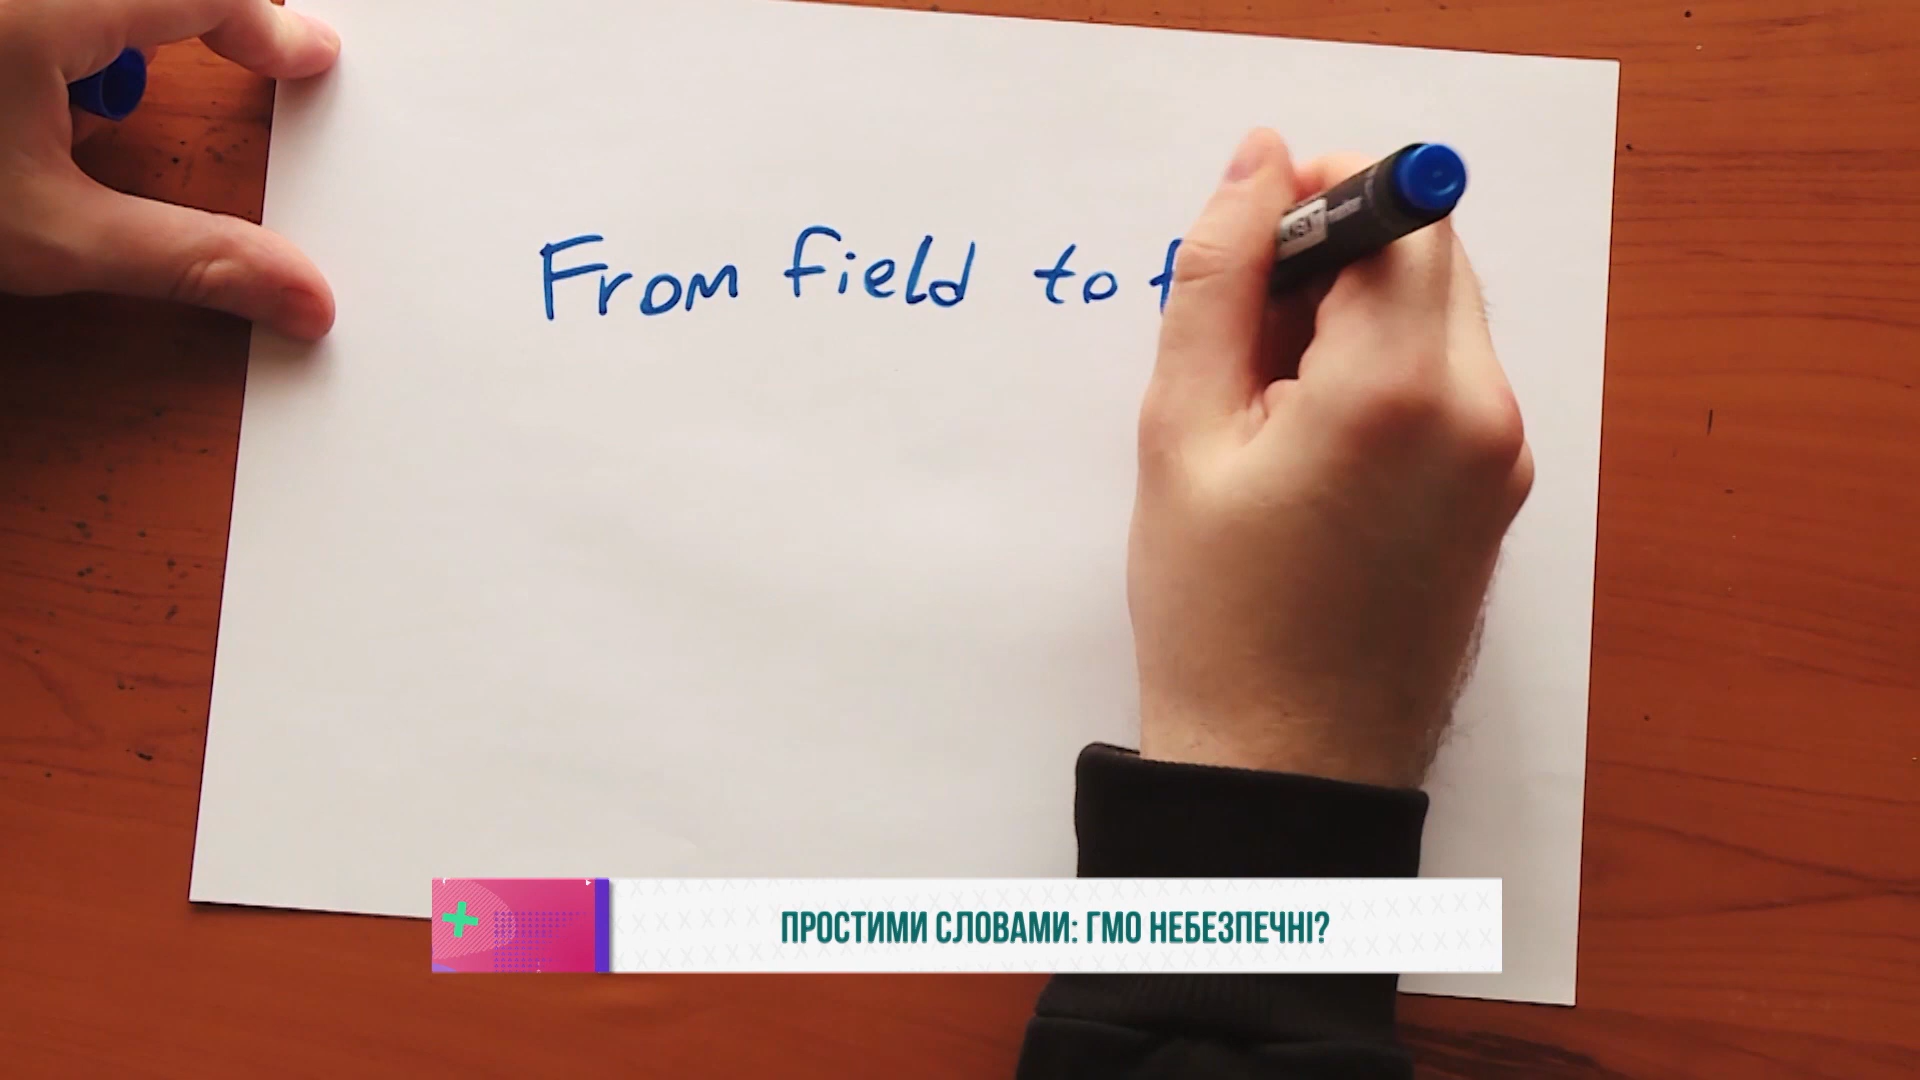 From field to f
ПРОСТИМИ СЛОВАМИ: ГМО НЕБЕЗПЕЧНІ?